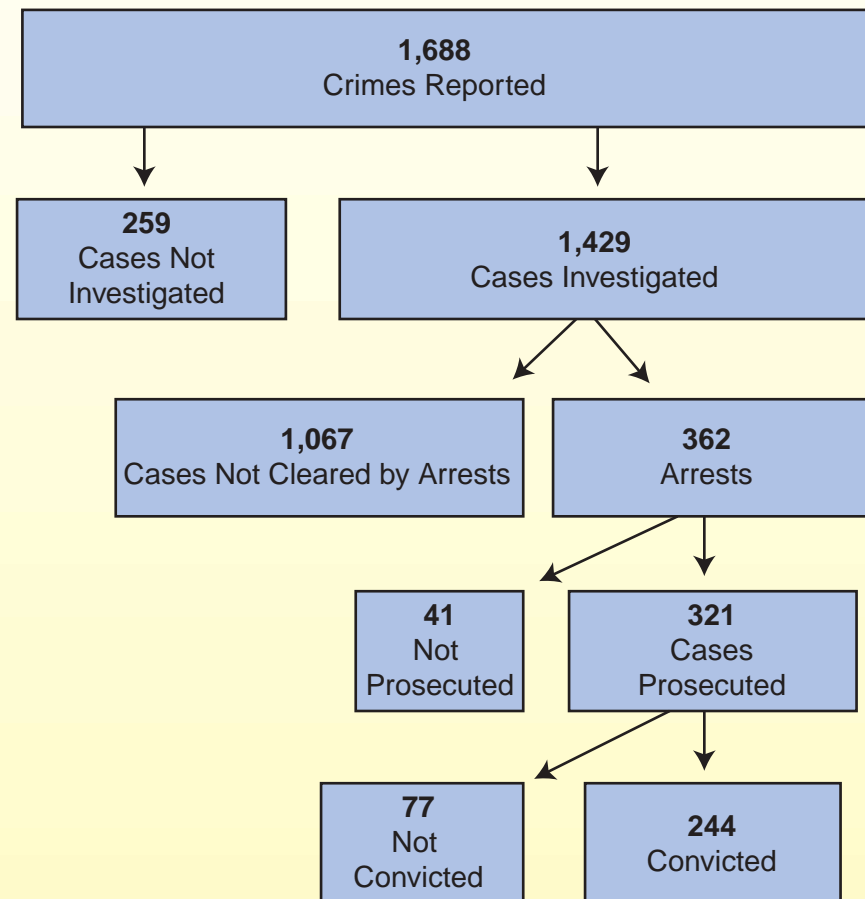 1,688
Crimes Reported
259
Cases Not
Investigated
1,429
Cases Investigated
1,067
Cases Not Cleared by Arrests
362
Arrests
41
Not
Prosecuted
321
Cases
Prosecuted
77
Not
Convicted
244
Convicted